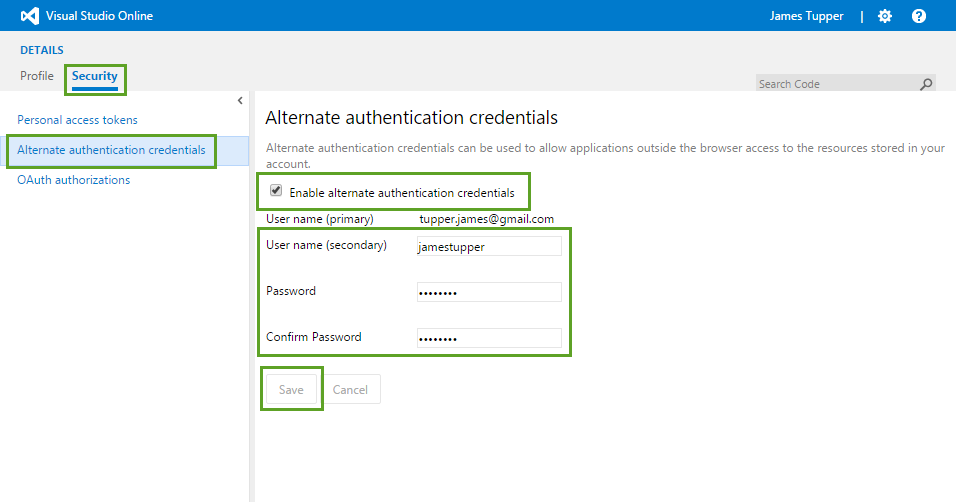 Visual Studio Online
James Tupper | ?
DETAILS
Profile Security
Search Code
Personal access tokens
Alternate authentication credentials
OAuth authorizations
Alternate authentication credentials
Alternate authentication credentials can be used to allow applications outside the browser access to the resources stored in your
account.
Enable alternate authentication credentials
User name (primary) tupper.james@gmail.com
User name (secondary) jamestupper
Password ••••••••
Confirm Password ••••••••
Save Cancel